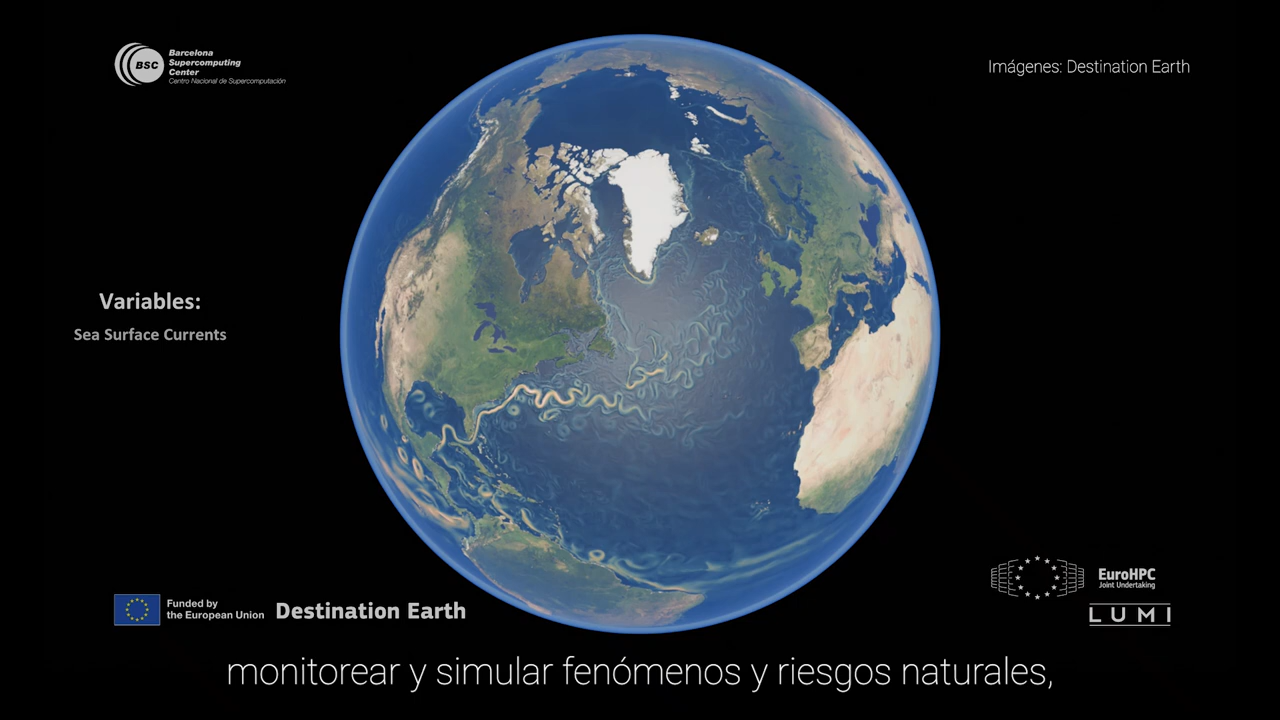 BSC
Barcelona
Supercomputing
Center
Centro Nacional de Supercomputación
Imágenes: Destination Earth
Variables:
Sea Surface Currents
Funded by
the European Union
Destination Earth
EuroHPC
Joint Undertaking
LUMI
monitorear y simular fenómenos y riesgos naturales,